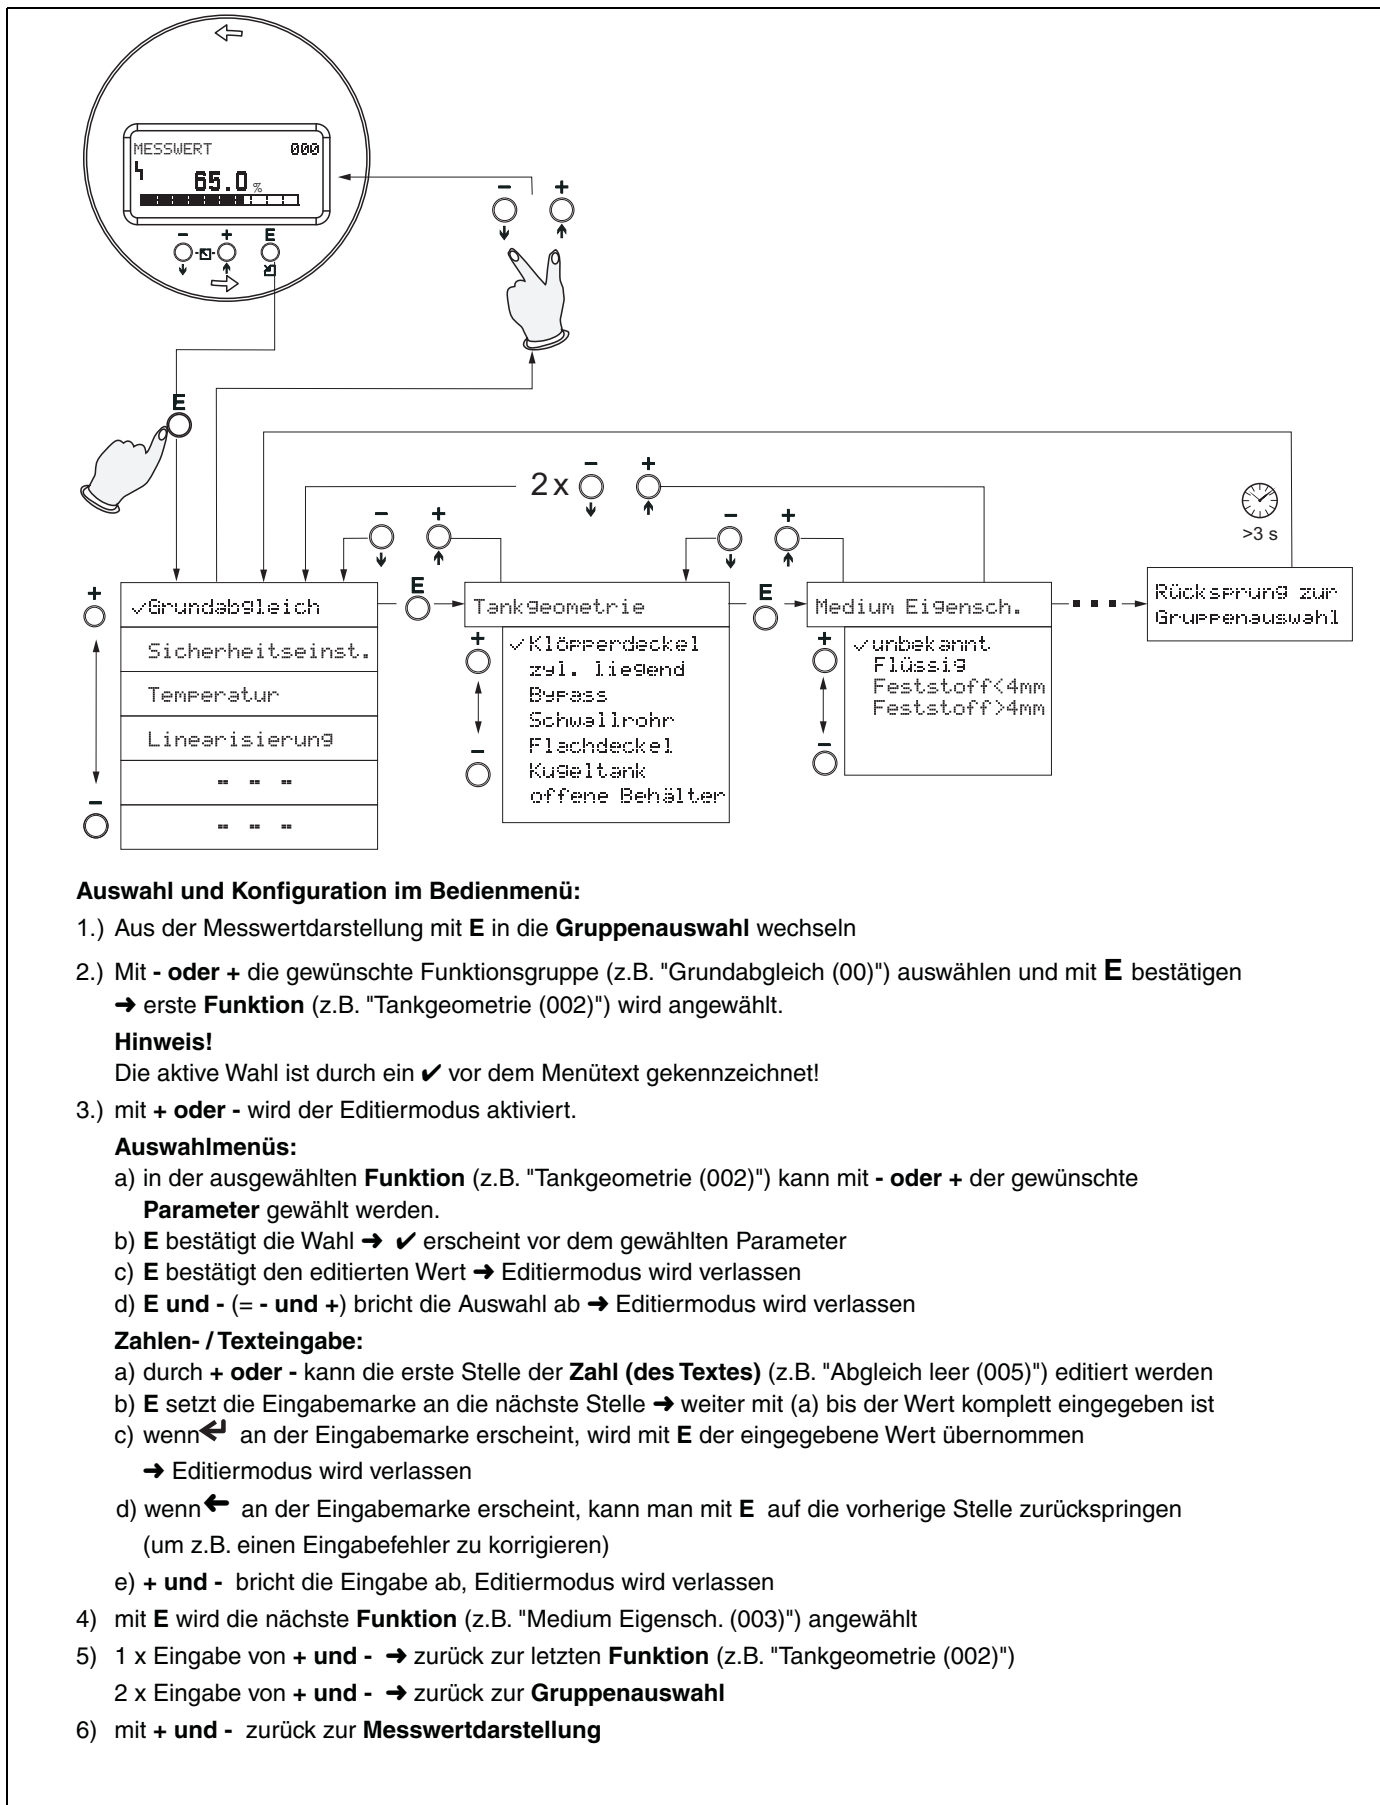 MESSWERT 000
65.0 %
- + E
- +
E
2 x - +
>3 s
- +
- +
+
✓Grundabgleich
E
Tankgeometrie
E
Medium Eigensch.
Rücksprung zur
Gruppenauswahl
Sicherheitseinst.
Temperatur
Linearisierung
-
+
✓Klöpperdeckel
zyl. liegend
Bypass
Schwallrohr
Flachdeckel
Kugeltank
offene Behälter
-
+
✓unbekannt
Flüssig
Feststoff<4mm
Feststoff>4mm
-
Auswahl und Konfiguration im Bedienmenü:
1.) Aus der Messwertdarstellung mit E in die Gruppenauswahl wechseln
2.) Mit - oder + die gewünschte Funktionsgruppe (z.B. "Grundabgleich (00)") auswählen und mit E bestätigen
➜ erste Funktion (z.B. "Tankgeometrie (002)") wird angewählt.
Hinweis!
Die aktive Wahl ist durch ein ✔ vor dem Menütext gekennzeichnet!
3.) mit + oder - wird der Editiermodus aktiviert.
Auswahlmenüs:
a) in der ausgewählten Funktion (z.B. "Tankgeometrie (002)") kann mit - oder + der gewünschte
Parameter gewählt werden.
b) E bestätigt die Wahl ➜ ✔ erscheint vor dem gewählten Parameter
c) E bestätigt den editierten Wert ➜ Editiermodus wird verlassen
d) E und - (= - und +) bricht die Auswahl ab ➜ Editiermodus wird verlassen
Zahlen- / Texteingabe:
a) durch + oder - kann die erste Stelle der Zahl (des Textes) (z.B. "Abgleich leer (005)") editiert werden
b) E setzt die Eingabemarke an die nächste Stelle ➜ weiter mit (a) bis der Wert komplett eingegeben ist
c) wenn ↵ an der Eingabemarke erscheint, wird mit E der eingegebene Wert übernommen
➜ Editiermodus wird verlassen
d) wenn ← an der Eingabemarke erscheint, kann man mit E auf die vorherige Stelle zurückspringen
(um z.B. einen Eingabefehler zu korrigieren)
e) + und - bricht die Eingabe ab, Editiermodus wird verlassen
4) mit E wird die nächste Funktion (z.B. "Medium Eigensch. (003)") angewählt
5) 1 x Eingabe von + und - ➜ zurück zur letzten Funktion (z.B. "Tankgeometrie (002)")
2 x Eingabe von + und - ➜ zurück zur Gruppenauswahl
6) mit + und - zurück zur Messwertdarstellung